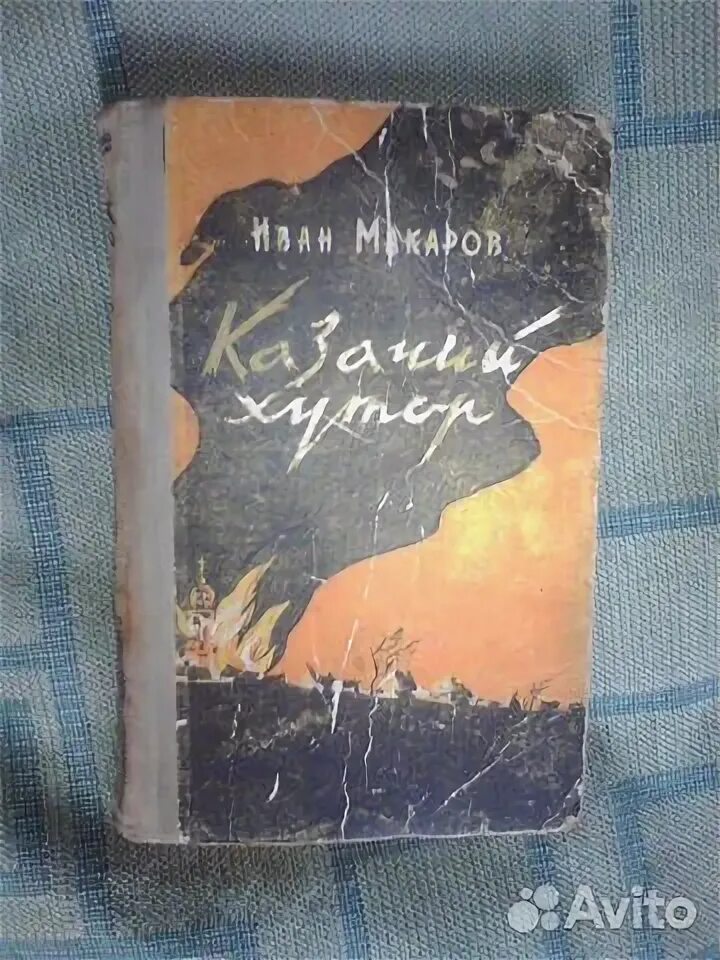 Иван Макаров
Казачий
хутор
Avito